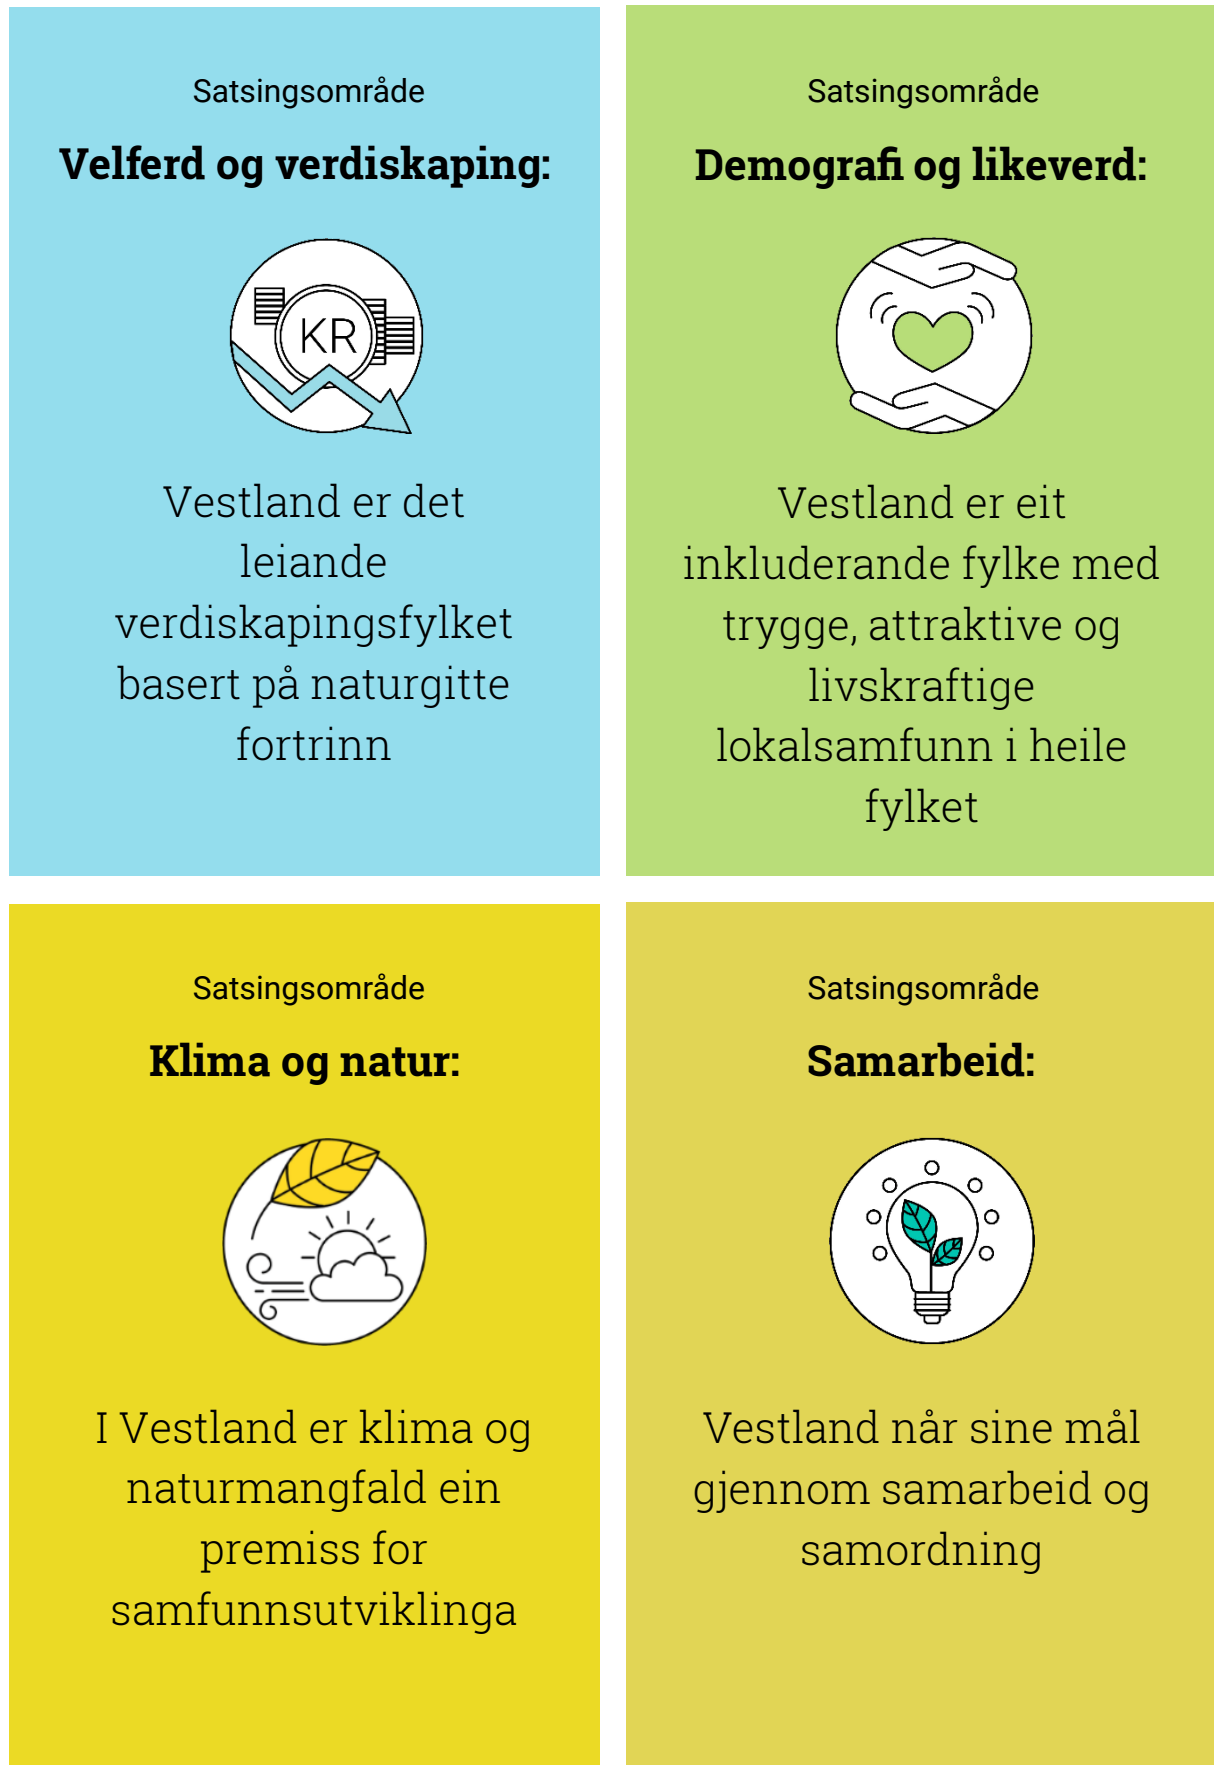 Satsingsområde
Velferd og verdiskaping:
KR
Vestland er det
leiande
verdiskapingsfylket
basert på naturgitte
fortrinn
Satsingsområde
Demografi og likeverd:
Vestland er eit
inkluderande fylke med
trygge, attraktive og
livskraftige
lokalsamfunn i heile
fylket
Satsingsområde
Klima og natur:
I Vestland er klima og
naturmangfald ein
premiss for
samfunnsutviklinga
Satsingsområde
Samarbeid:
Vestland når sine mål
gjennom samarbeid og
samordning